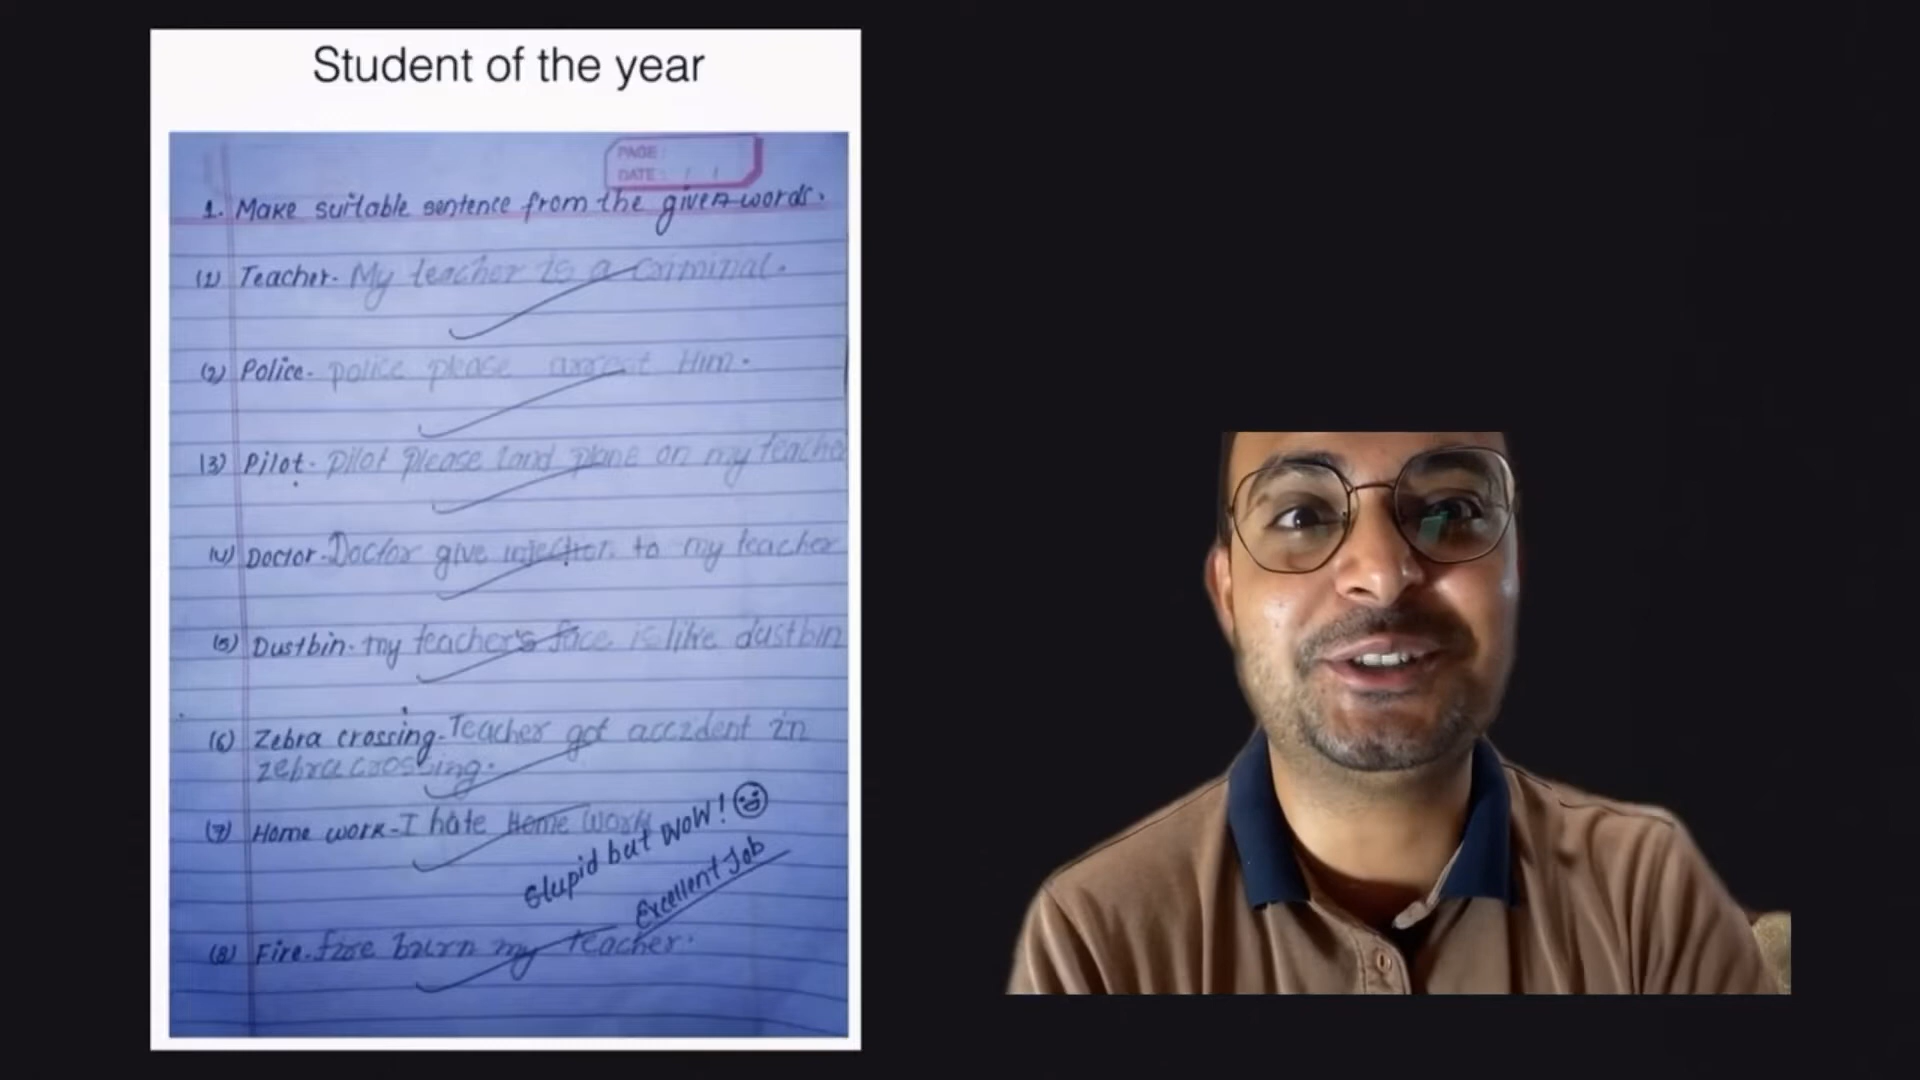 Student of the year
PAGE :
DATE : / /
1. Make suitable sentence from the given words.
(1) Teacher- My teacher is a criminal.
(2) Police- police please arrest Him.
(3) Pilot- pilot please land plane on my teacher
(4) Doctor- Doctor give injection to my teacher
(5) Dustbin- my teacher's face is like dustbin
(6) Zebra crossing- Teacher got accident in
zebra crossing.
(7) Home work- I hate Home work
Stupid but WOW!
Excellent Job
(8) Fire- fire burn my teacher.